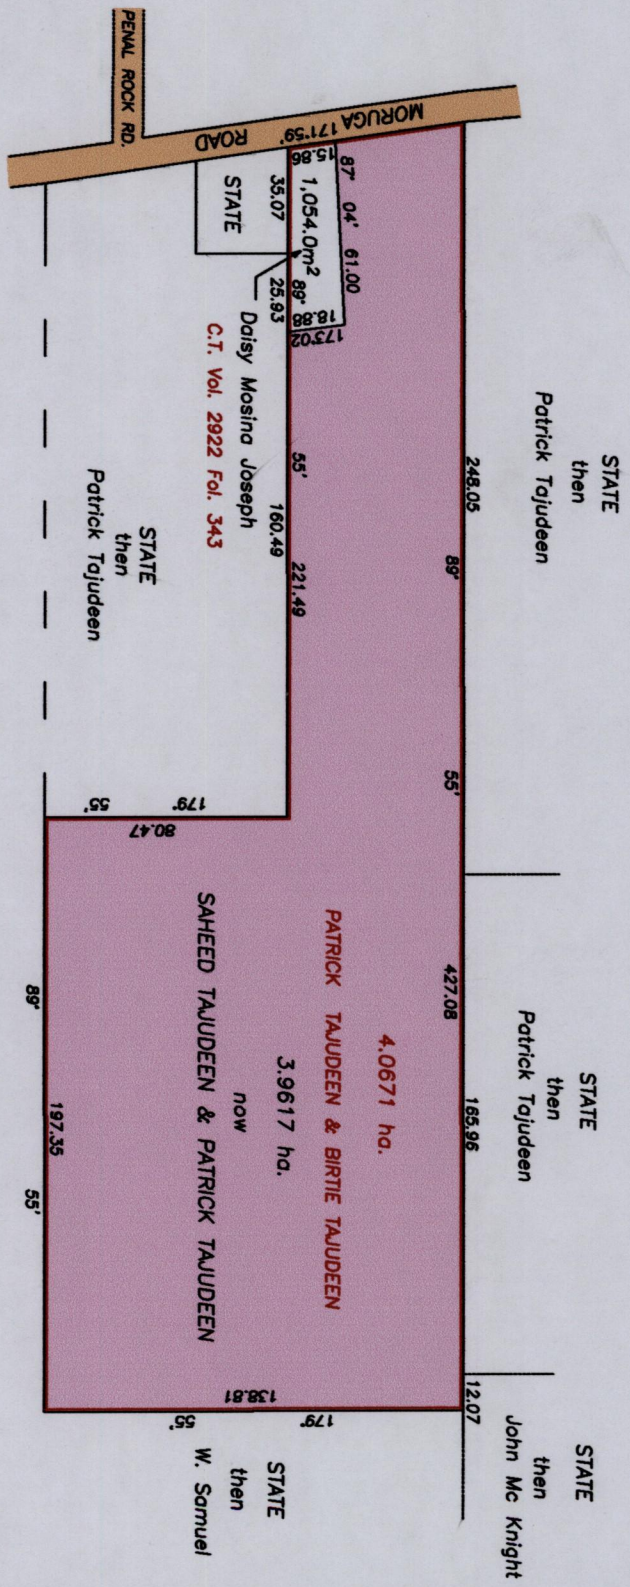 STATE
then
Patrick Tajudeen
STATE
then
Patrick Tajudeen
STATE
then
John Mc Knight
248.05
89°
55'
427.08
165.96
12.07
MORUGA
171°59'
ROAD
PENAL ROCK RD.
87° 04' 61.00
15.86
1,054.0m²
18.88
173°02'
35.07
89°
25.93
55'
160.49
221.49
STATE
Daisy Mosina Joseph
C.T. Vol. 2922 Fol. 343
STATE
then
Patrick Tajudeen
179°
55'
80.47
4.0671 ha.
PATRICK TAJUDEEN & BIRTIE TAJUDEEN
3.9617 ha.
now
SAHEED TAJUDEEN & PATRICK TAJUDEEN
138.81
179°
55'
STATE
then
W. Samuel
89°
197.35
55'